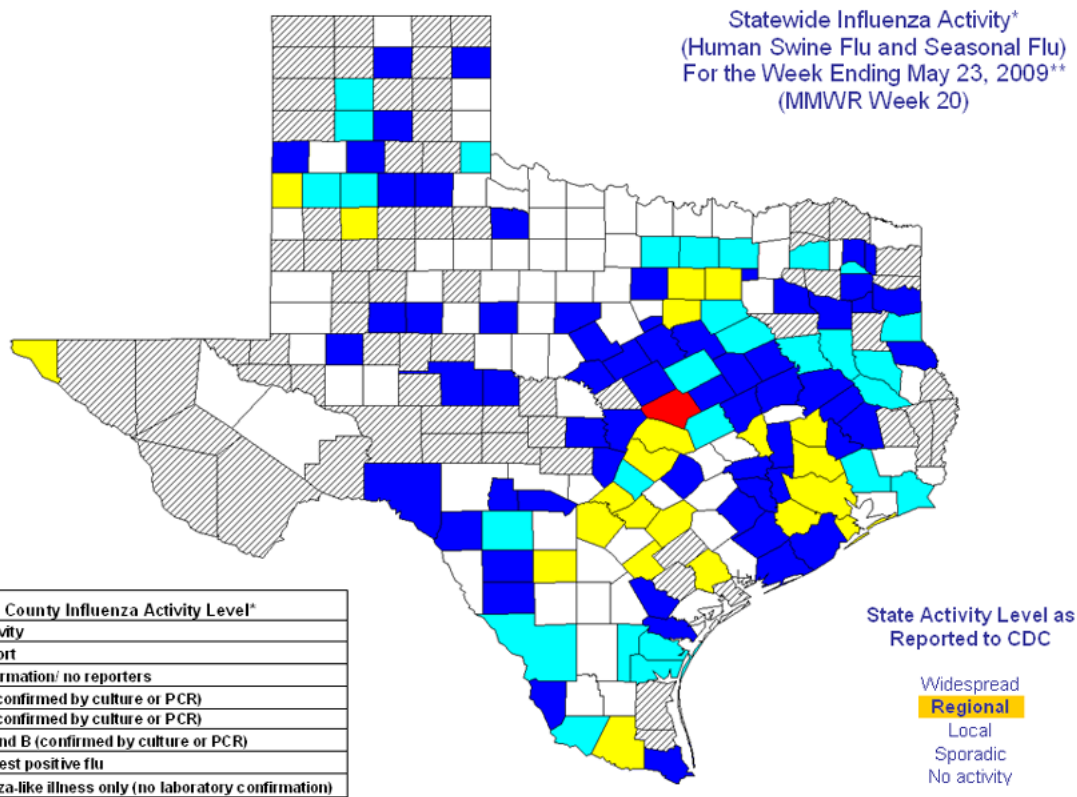 Statewide Influenza Activity*
(Human Swine Flu and Seasonal Flu)
For the Week Ending May 23, 2009**
(MMWR Week 20)
County Influenza Activity Level*
vity
ort
rmation/ no reporters
confirmed by culture or PCR)
confirmed by culture or PCR)
nd B (confirmed by culture or PCR)
est positive flu
za-like illness only (no laboratory confirmation)
State Activity Level as
Reported to CDC
Widespread
Regional
Local
Sporadic
No activity